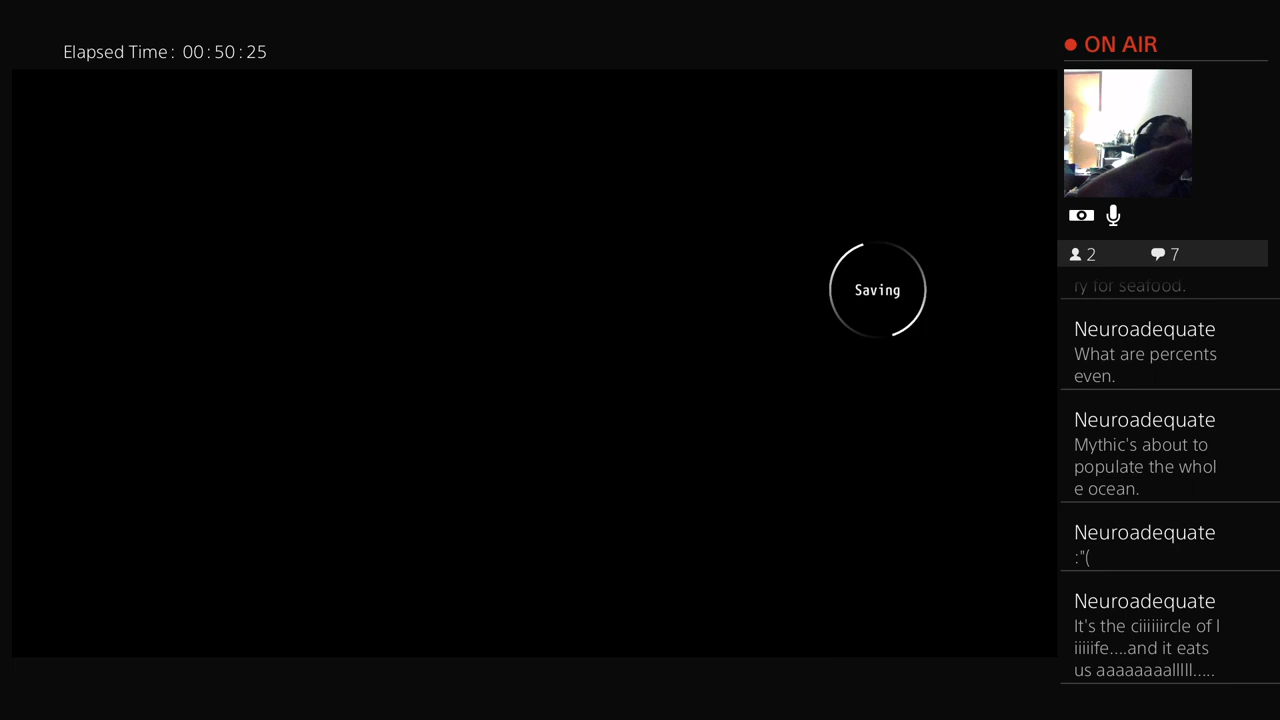 Elapsed Time: 00:50:25
ON AIR
2
7
ry for seafood.
Saving
Neuroadequate
What are percents
even.
Neuroadequate
Mythic's about to
populate the whol
e ocean.
Neuroadequate
:"(
Neuroadequate
It's the ciiiiiircle of l
iiiiife....and it eats
us aaaaaaaalllll.....